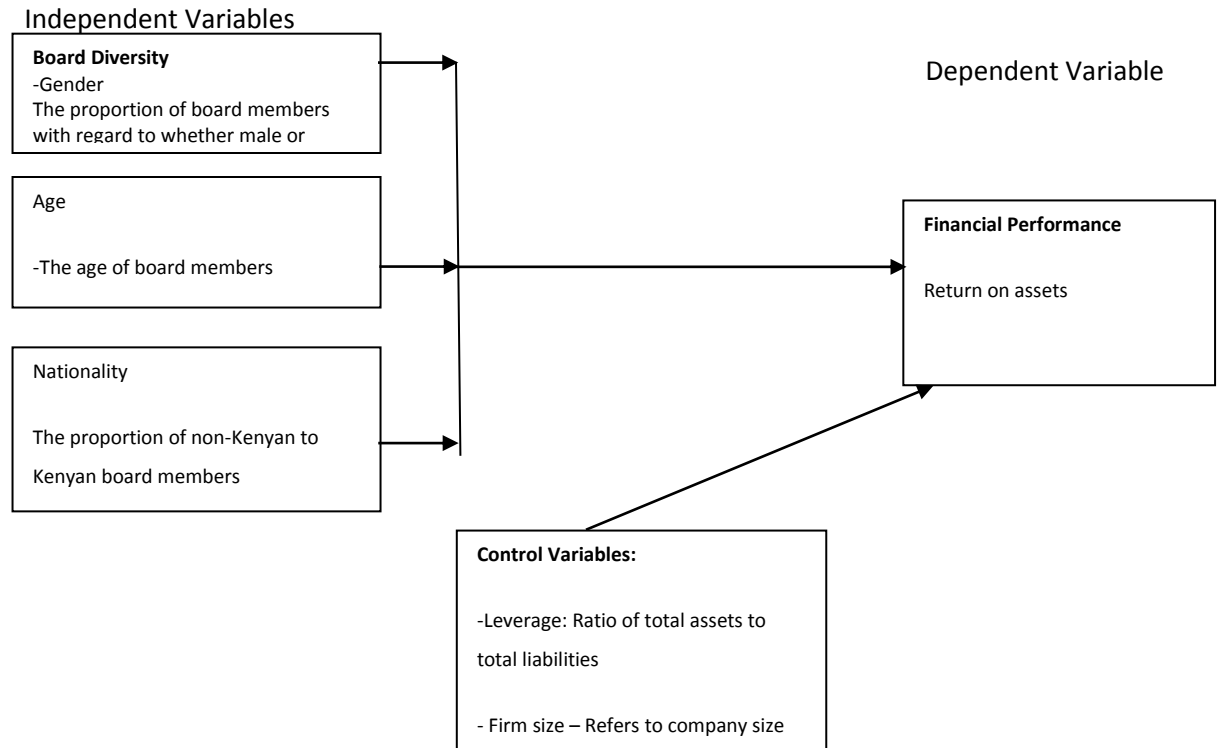 Independent Variables
Board Diversity
-Gender
The proportion of board members
with regard to whether male or
Dependent Variable
Age
-The age of board members
Financial Performance
Return on assets
Nationality
The proportion of non-Kenyan to
Kenyan board members
Control Variables:
-Leverage: Ratio of total assets to
total liabilities
- Firm size – Refers to company size